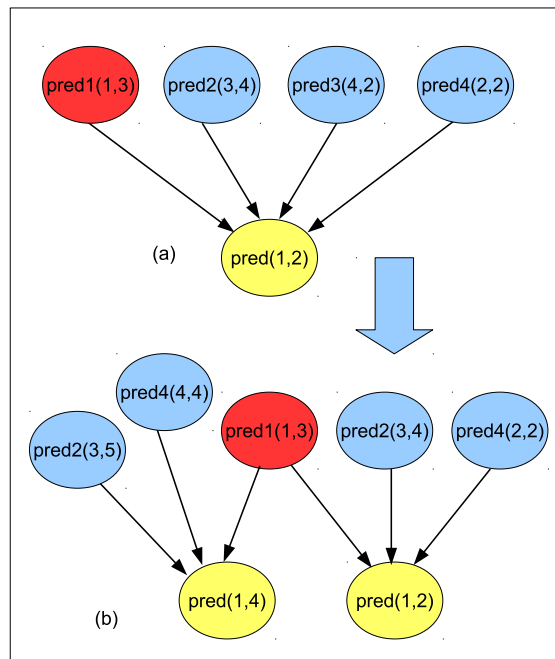 pred1(1,3) pred2(3,4) pred3(4,2) pred4(2,2)
(a)
pred(1,2)
pred4(4,4)
pred2(3,5) pred1(1,3) pred2(3,4) pred4(2,2)
pred(1,4) pred(1,2)
(b)